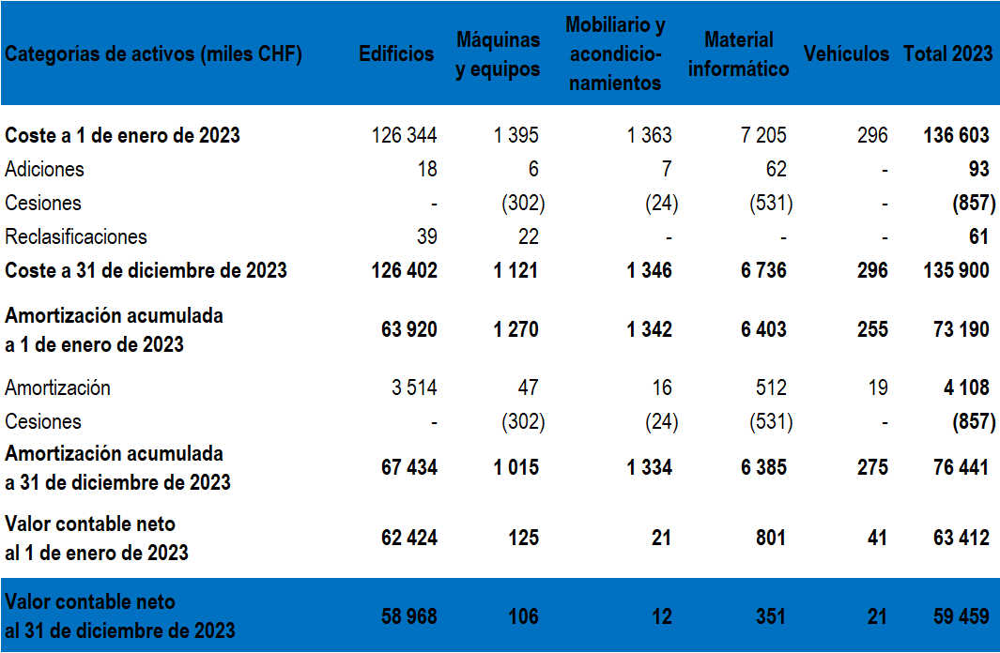 Categorías de activos (miles CHF) Edificios Máquinas y equipos Mobiliario y acondicio-namientos Material informático Vehículos Total 2023
Coste a 1 de enero de 2023 126 344 1 395 1 363 7 205 296 136 603
Adiciones 18 6 7 62 - 93
Cesiones - (302) (24) (531) - (857)
Reclasificaciones 39 22 - - - 61
Coste a 31 de diciembre de 2023 126 402 1 121 1 346 6 736 296 135 900
Amortización acumulada
a 1 de enero de 2023 63 920 1 270 1 342 6 403 255 73 190
Amortización 3 514 47 16 512 19 4 108
Cesiones - (302) (24) (531) - (857)
Amortización acumulada
a 31 de diciembre de 2023 67 434 1 015 1 334 6 385 275 76 441
Valor contable neto
al 1 de enero de 2023 62 424 125 21 801 41 63 412
Valor contable neto
al 31 de diciembre de 2023 58 968 106 12 351 21 59 459